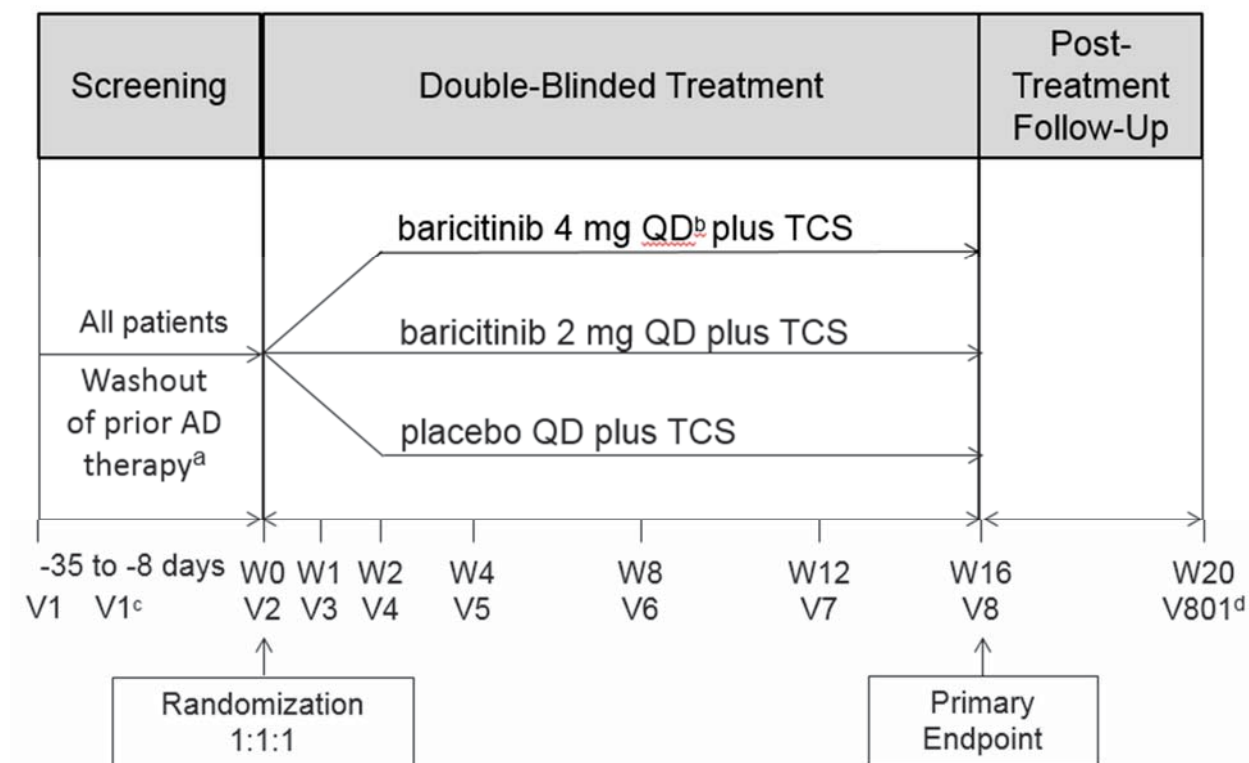 Screening
Double-Blinded Treatment
Post-
Treatment
Follow-Up
baricitinib 4 mg QDᵇ plus TCS
All patients
baricitinib 2 mg QD plus TCS
Washout
of prior AD
therapyᵃ
placebo QD plus TCS
-35 to -8 days W0 W1 W2 W4 W8 W12 W16 W20
V1 V1ᶜ V2 V3 V4 V5 V6 V7 V8 V801ᵈ
Randomization
1:1:1
Primary
Endpoint